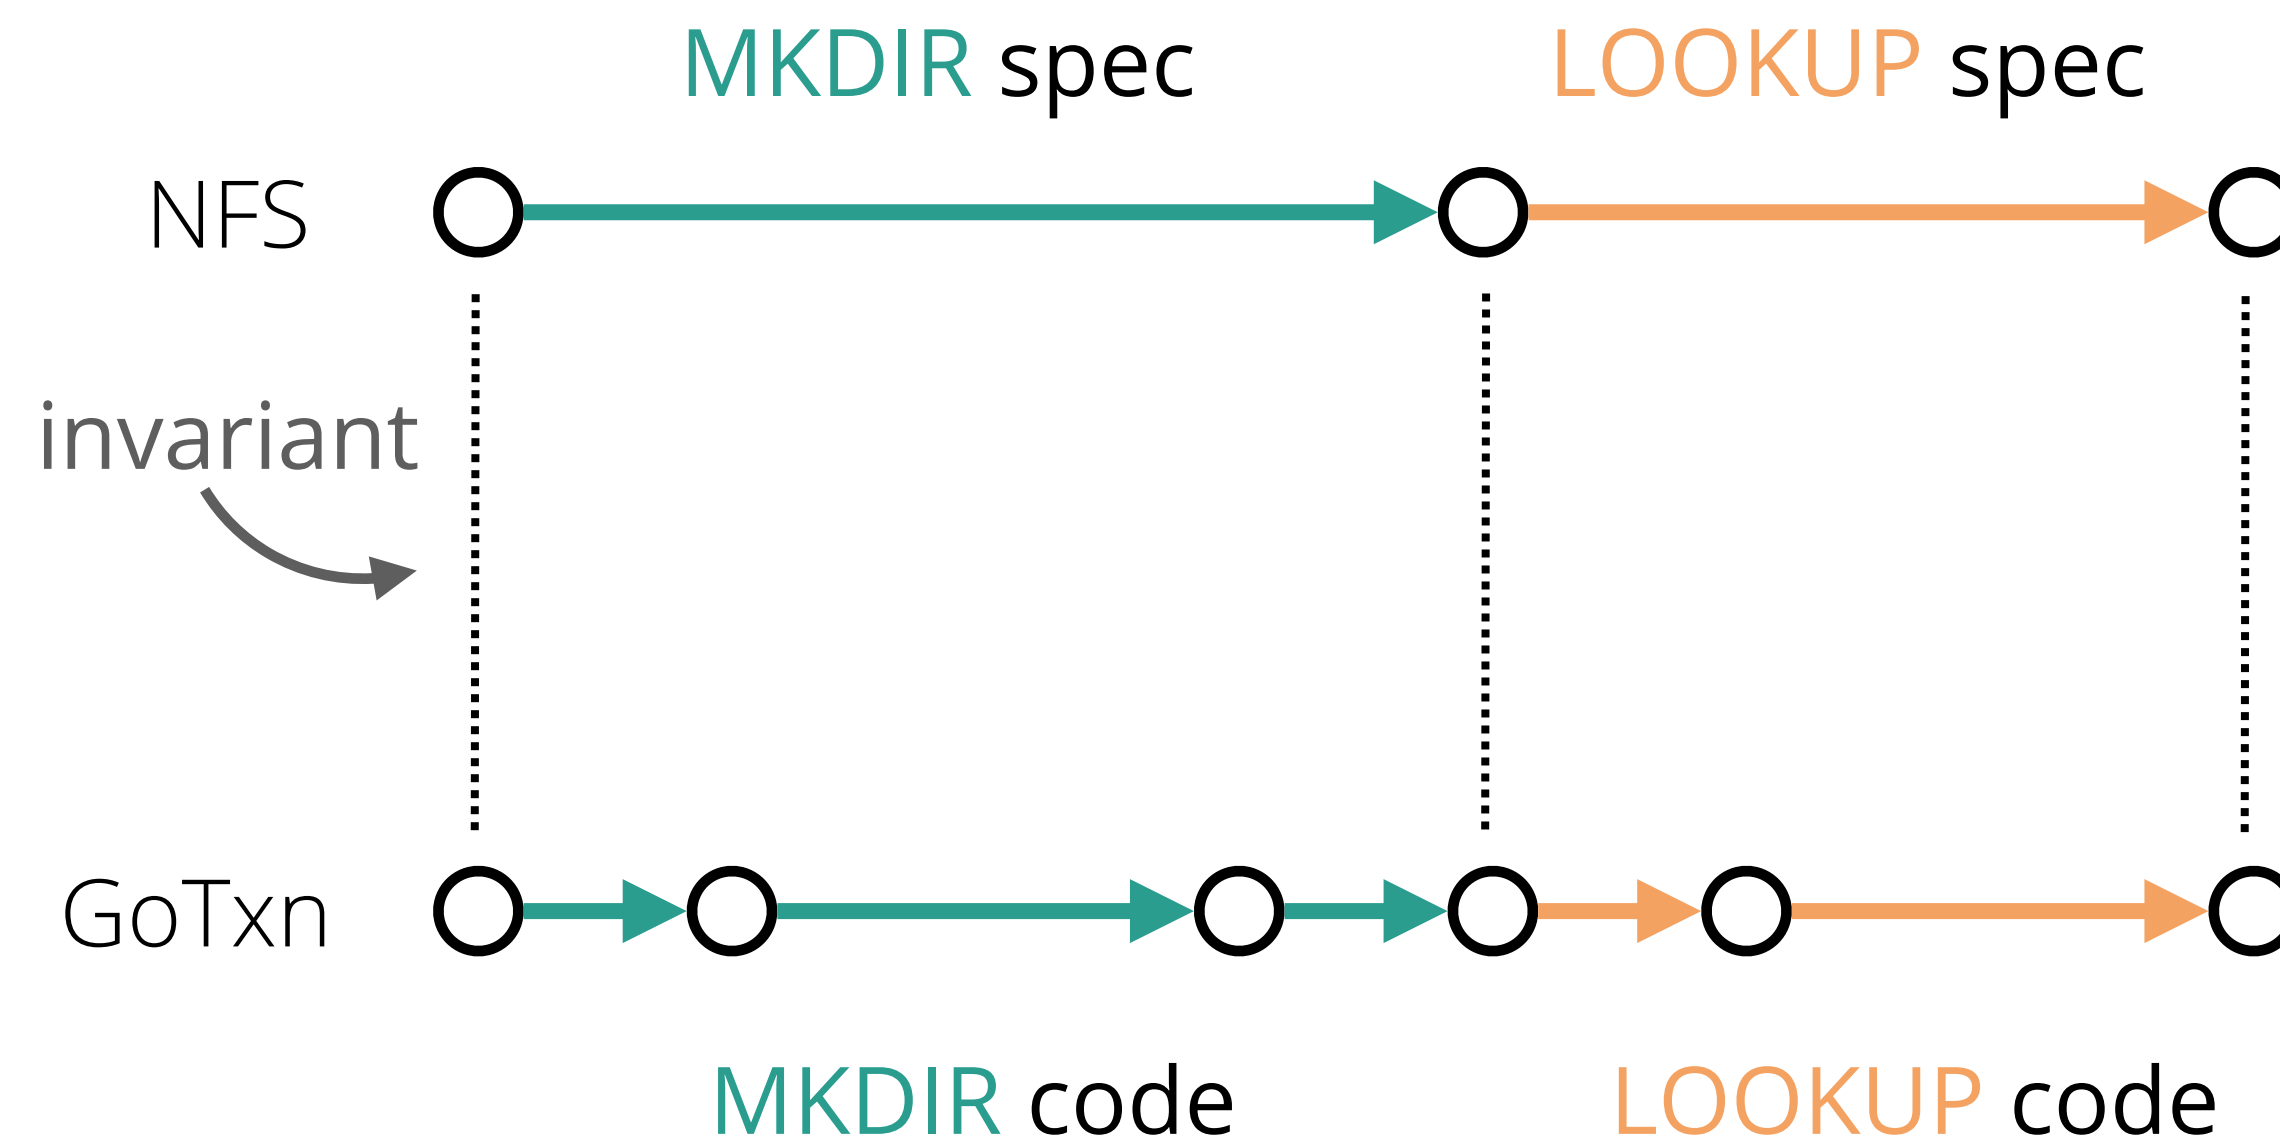 MKDIR spec
LOOKUP spec
NFS
invariant
GoTxn
MKDIR code
LOOKUP code